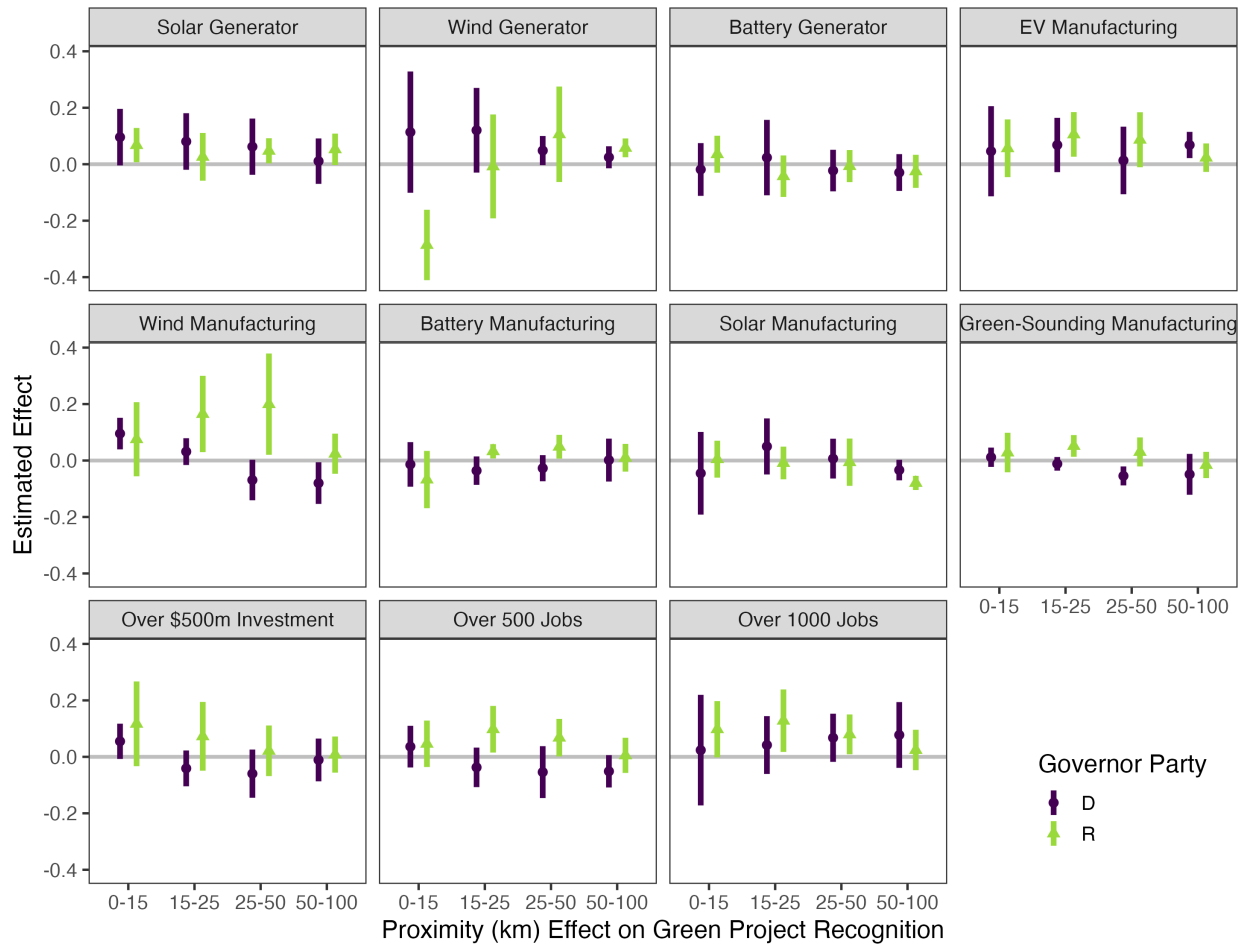 Solar Generator
Wind Generator
Battery Generator
EV Manufacturing
0.4
0.2
0.0
-0.2
-0.4
Wind Manufacturing
Battery Manufacturing
Solar Manufacturing
Green-Sounding Manufacturing
0.4
0.2
0.0
-0.2
-0.4
0-15 15-25 25-50 50-100
Over $500m Investment
Over 500 Jobs
Over 1000 Jobs
0.4
0.2
0.0
-0.2
-0.4
0-15 15-25 25-50 50-100
0-15 15-25 25-50 50-100
0-15 15-25 25-50 50-100
Estimated Effect
Proximity (km) Effect on Green Project Recognition
Governor Party
D
R